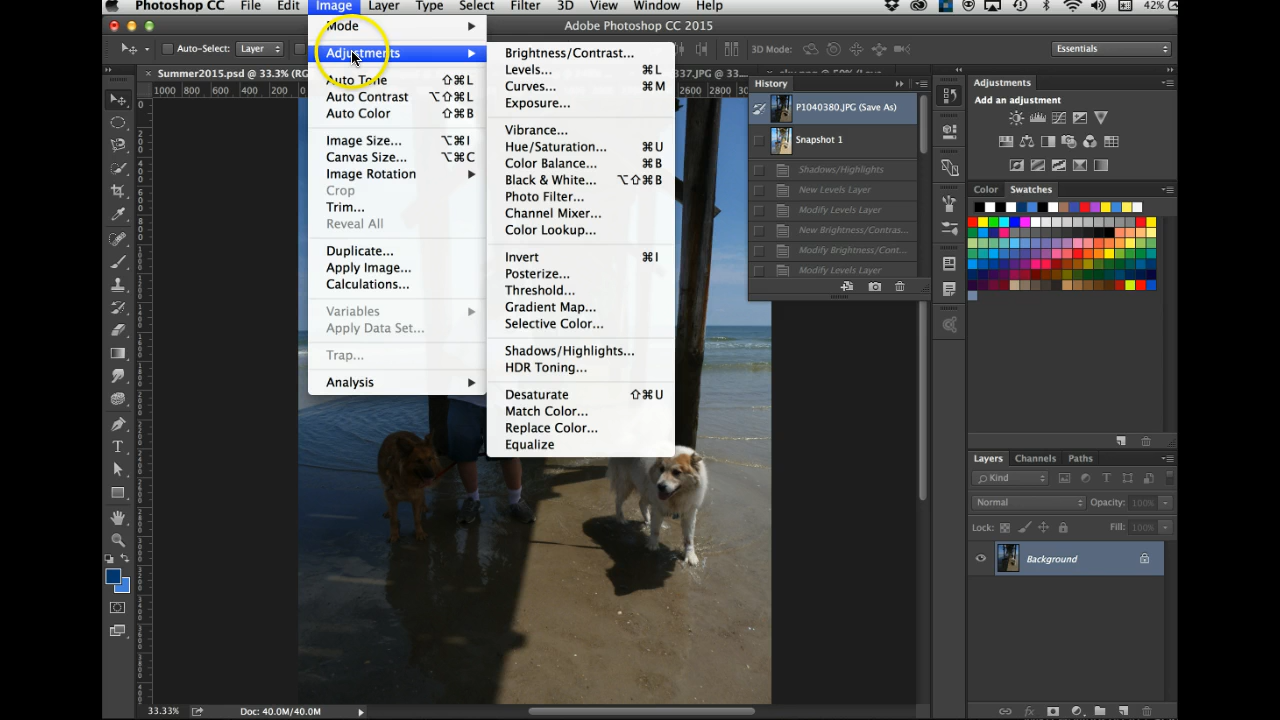 Photoshop CC File Edit Image Layer Type Select Filter 3D View Window Help 42%
Adobe Photoshop CC 2015
Auto-Select: Layer 3D Mode: Essentials
Summer2015.psd @ 33.3% (RG 337.JPG @ 33...
Mode
Adjustments
Auto Tone ⇧⌘L
Auto Contrast ⌥⇧⌘L
Auto Color ⇧⌘B
Image Size... ⌥⌘I
Canvas Size... ⌥⌘C
Image Rotation
Crop
Trim...
Reveal All
Duplicate...
Apply Image...
Calculations...
Variables
Apply Data Set...
Trap...
Analysis
Brightness/Contrast...
Levels... ⌘L
Curves... ⌘M
Exposure...
Vibrance...
Hue/Saturation... ⌘U
Color Balance... ⌘B
Black & White... ⌥⇧⌘B
Photo Filter...
Channel Mixer...
Color Lookup...
Invert ⌘I
Posterize...
Threshold...
Gradient Map...
Selective Color...
Shadows/Highlights...
HDR Toning...
Desaturate ⇧⌘U
Match Color...
Replace Color...
Equalize
1000 800 600 400 200 0 2600 2800
History
P1040380.JPG (Save As)
Snapshot 1
Shadows/Highlights
New Levels Layer
Modify Levels Layer
New Brightness/Contras...
Modify Brightness/Cont...
Modify Levels Layer
Adjustments
Add an adjustment
Color Swatches
Layers Channels Paths
Kind
Normal Opacity: 100%
Lock: Fill: 100%
Background
33.33% Doc: 40.0M/40.0M